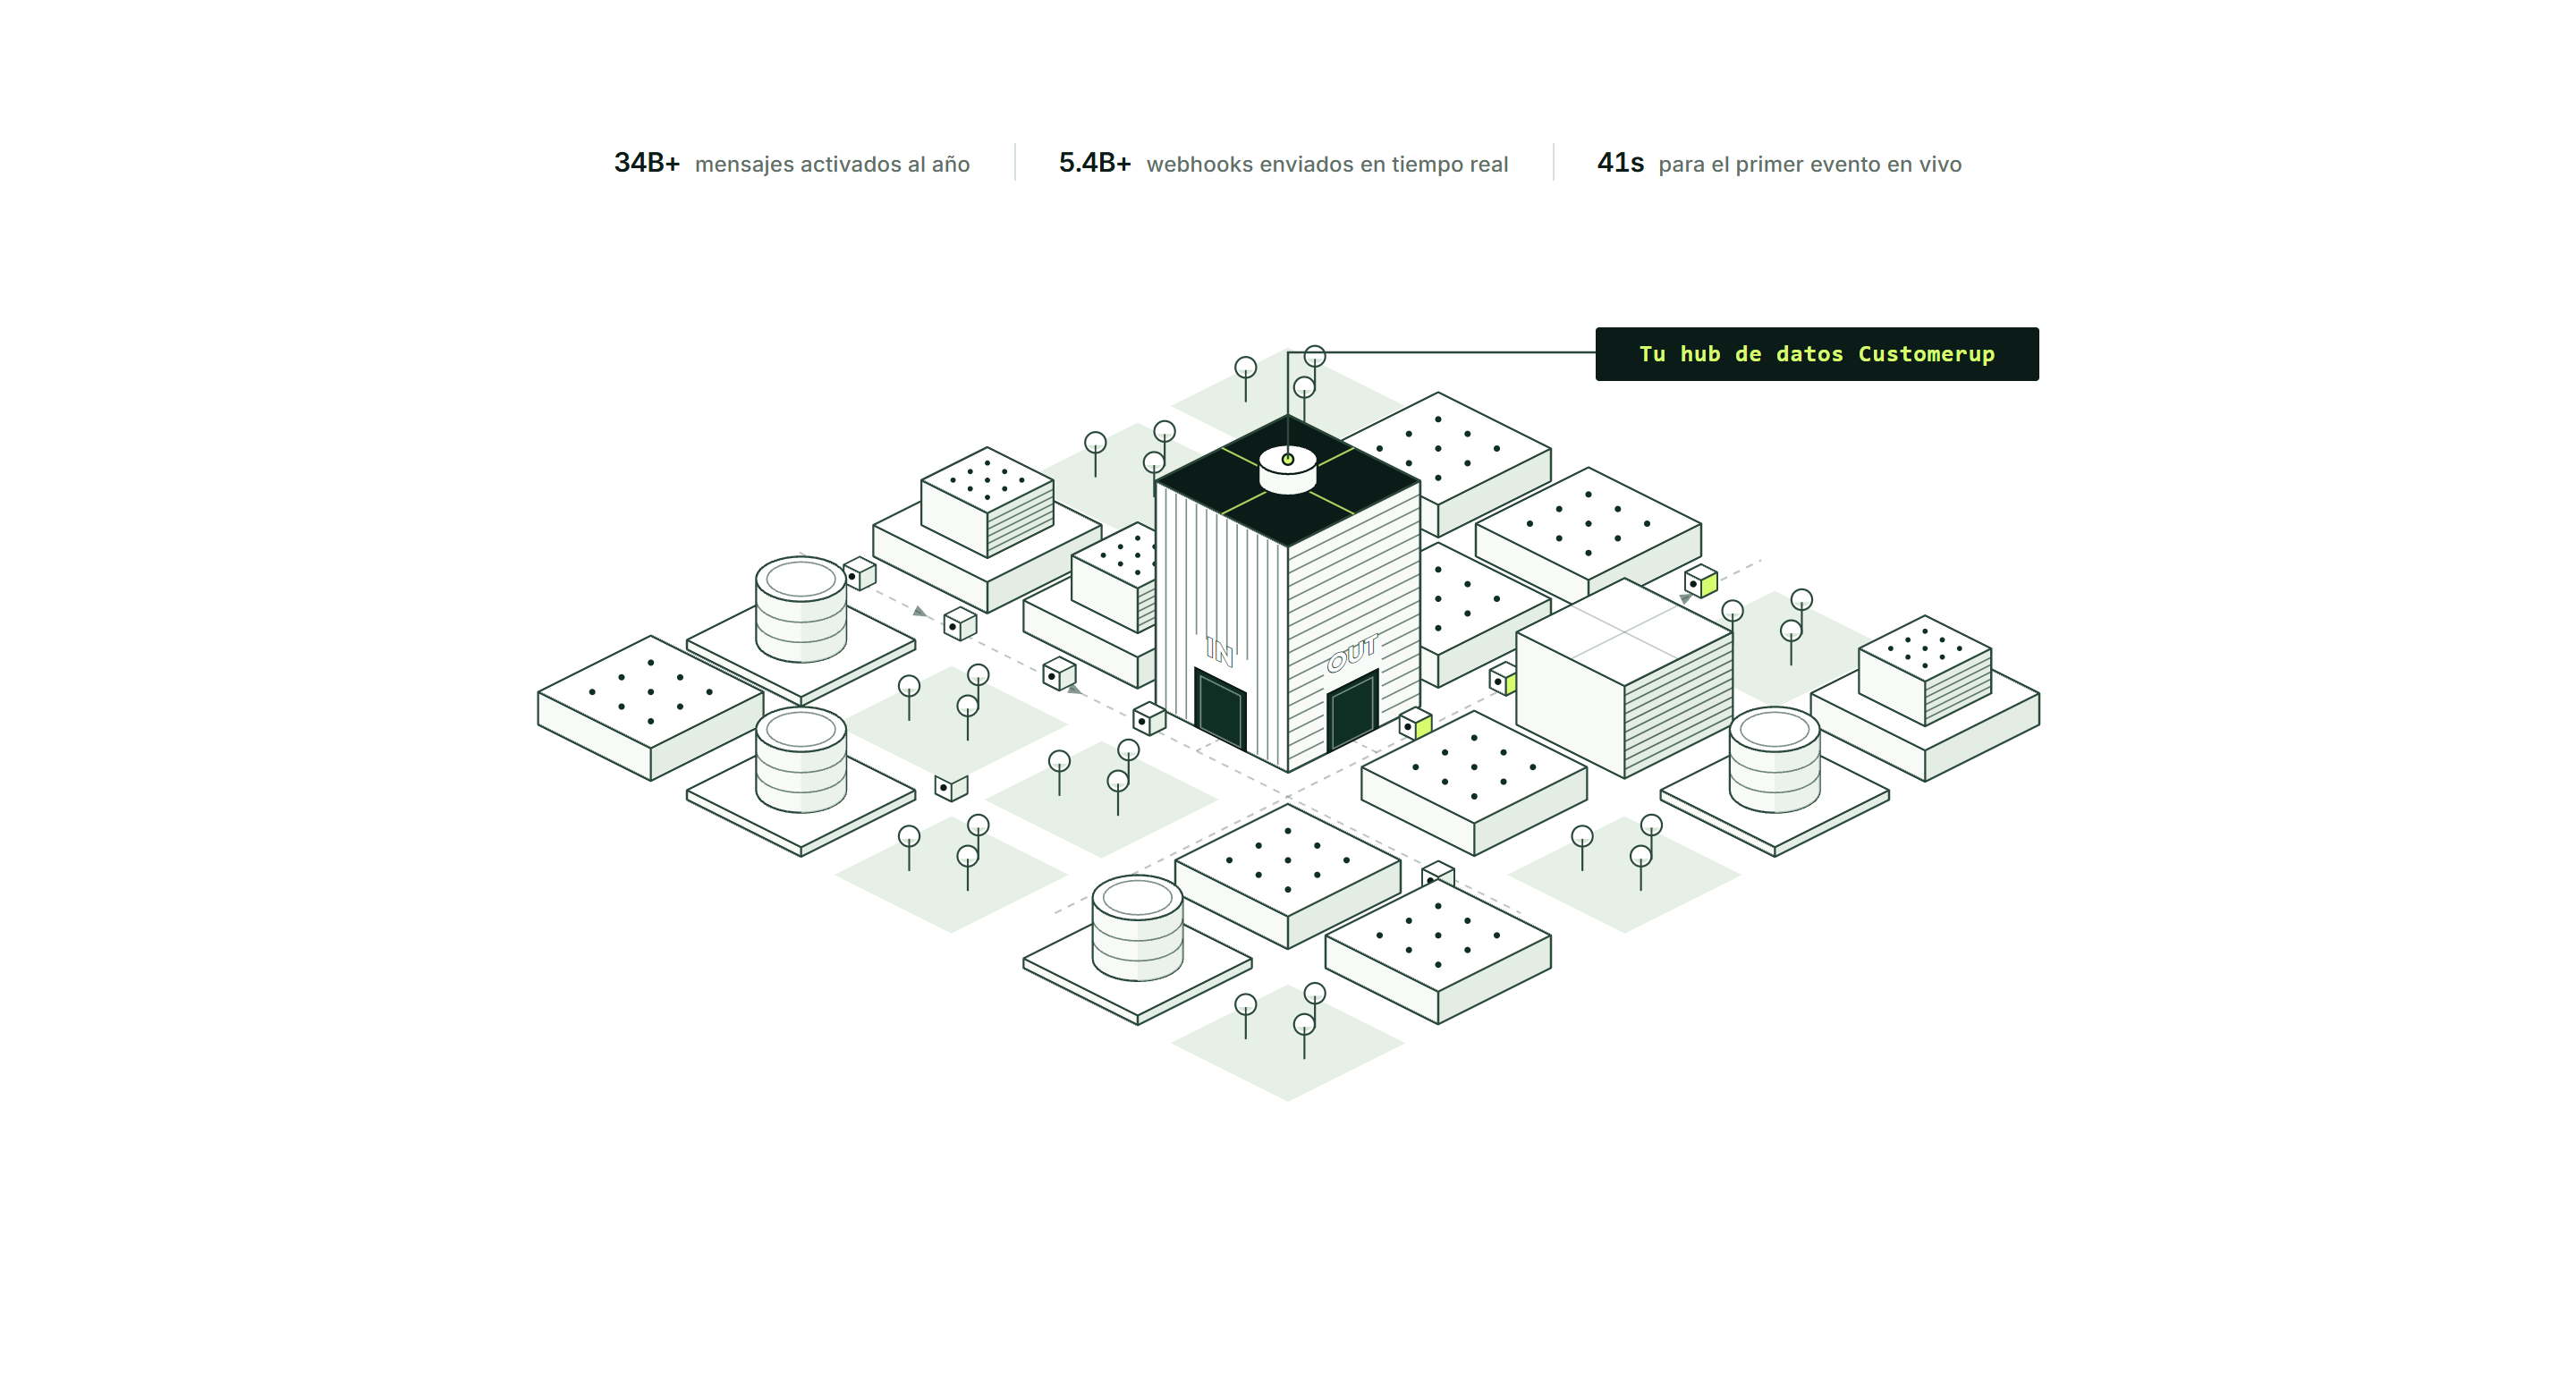 34B+ mensajes activados al año
5.4B+ webhooks enviados en tiempo real
41s para el primer evento en vivo
Tu hub de datos Customerup
IN
OUT